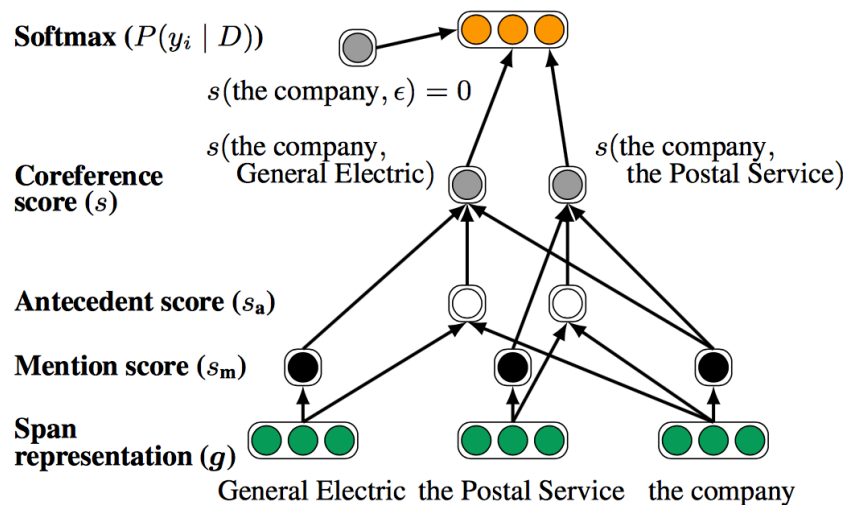 Softmax (P(y_i | D))
s(the company, ϵ) = 0
s(the company,
General Electric)
s(the company,
the Postal Service)
Coreference
score (s)
Antecedent score (s_a)
Mention score (s_m)
Span
representation (g)
General Electric the Postal Service the company